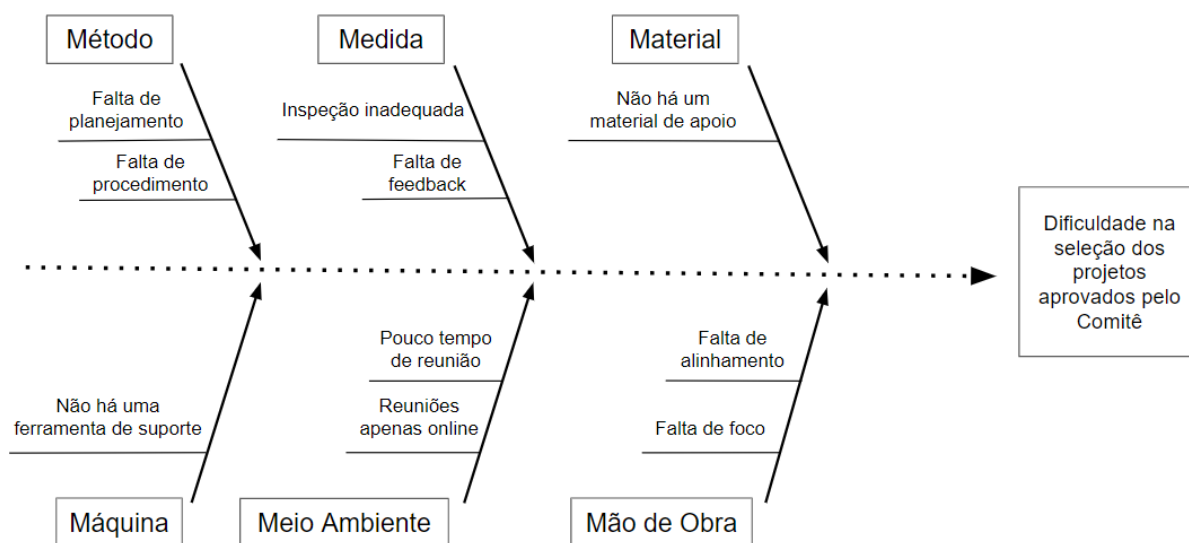 Método
Medida
Material
Falta de
planejamento
Falta de
procedimento
Inspeção inadequada
Falta de
feedback
Não há um
material de apoio
Dificuldade na
seleção dos
projetos
aprovados pelo
Comitê
Não há uma
ferramenta de suporte
Pouco tempo
de reunião
Reuniões
apenas online
Falta de
alinhamento
Falta de foco
Máquina
Meio Ambiente
Mão de Obra